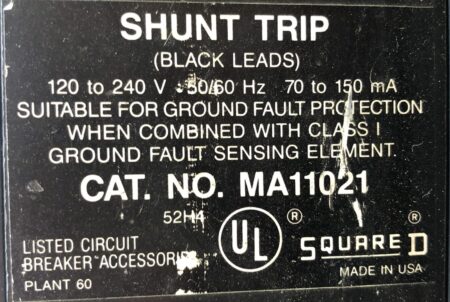 SHUNT TRIP
(BLACK LEADS)
120 to 240 V - 50/60 Hz 70 to 150 mA
SUITABLE FOR GROUND FAULT PROTECTION
WHEN COMBINED WITH CLASS I
GROUND FAULT SENSING ELEMENT.
CAT. NO. MA11021
52H4
LISTED CIRCUIT
BREAKER ACCESSORIES
PLANT 60
UL ®
SQUARE D ®
MADE IN USA